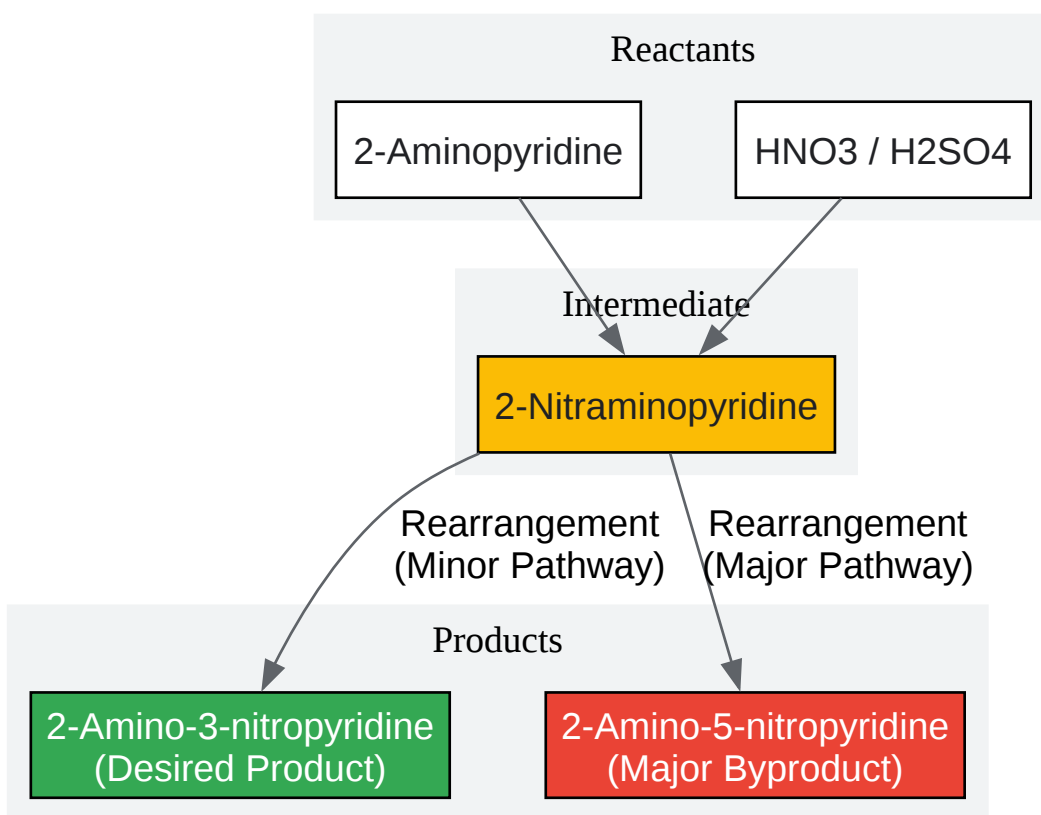 Reactants
2-Aminopyridine
HNO3 / H2SO4
Intermediate
2-Nitraminopyridine
Rearrangement
(Minor Pathway)
Rearrangement
(Major Pathway)
Products
2-Amino-3-nitropyridine
(Desired Product)
2-Amino-5-nitropyridine
(Major Byproduct)